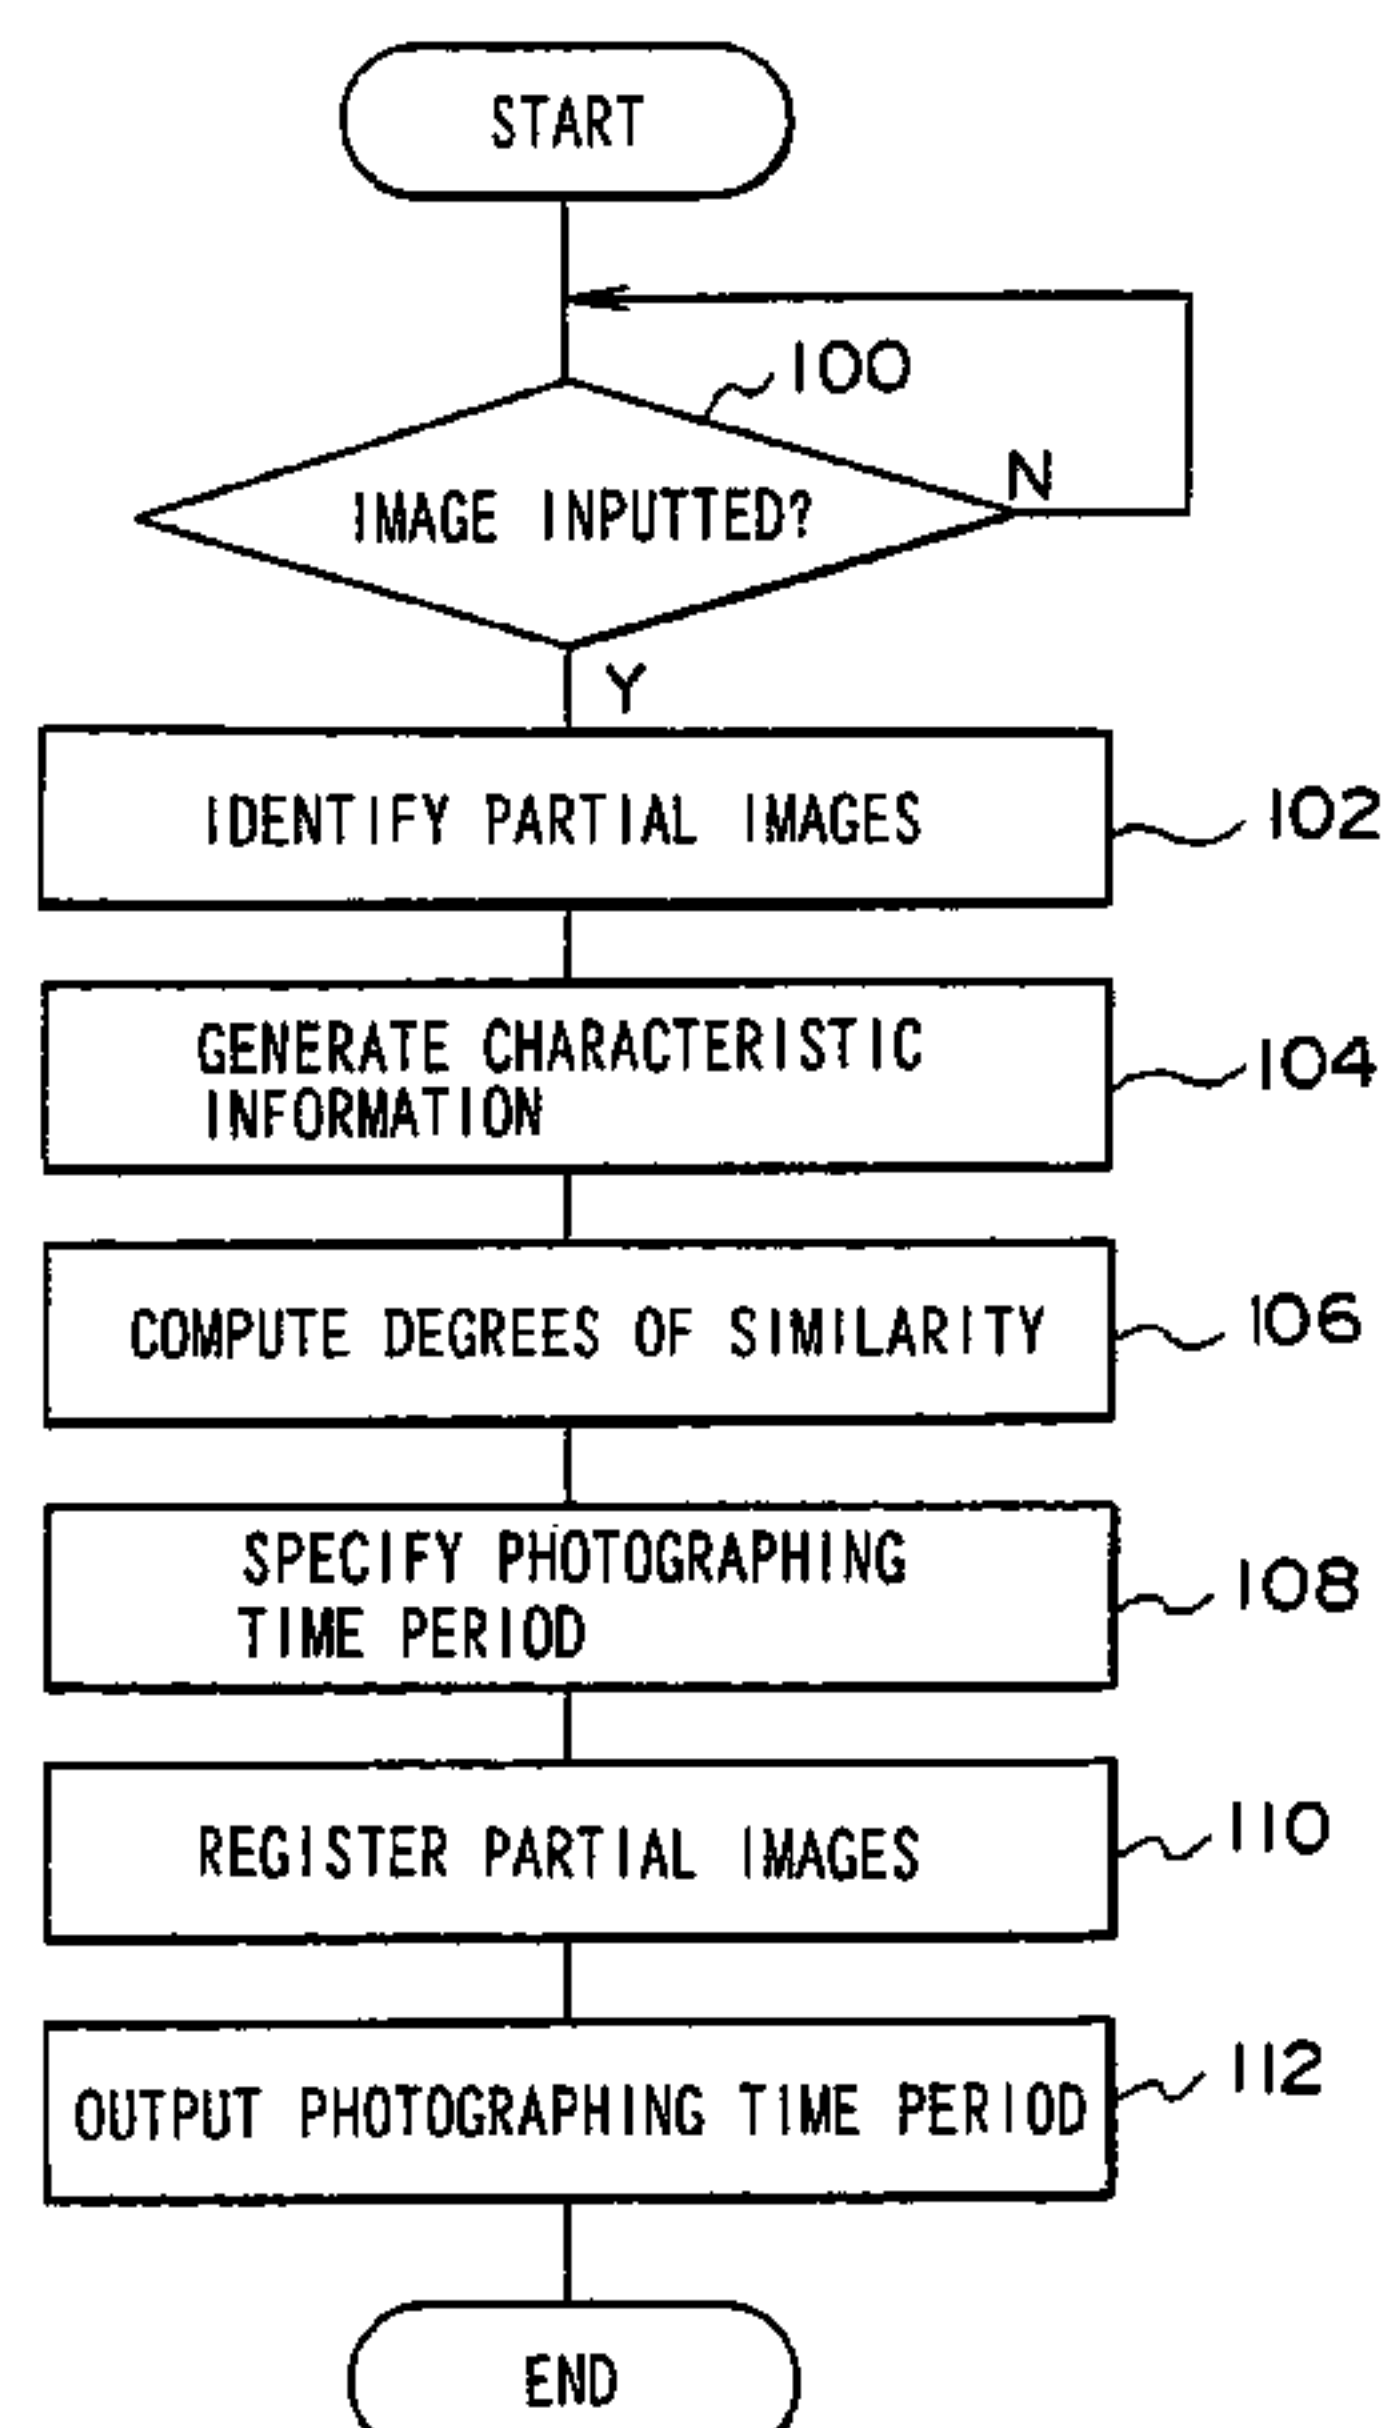 START
100
N
IMAGE INPUTTED?
Y
IDENTIFY PARTIAL IMAGES
102
GENERATE CHARACTERISTIC
INFORMATION
104
COMPUTE DEGREES OF SIMILARITY
106
SPECIFY PHOTOGRAPHING
TIME PERIOD
108
REGISTER PARTIAL IMAGES
110
OUTPUT PHOTOGRAPHING TIME PERIOD
112
END